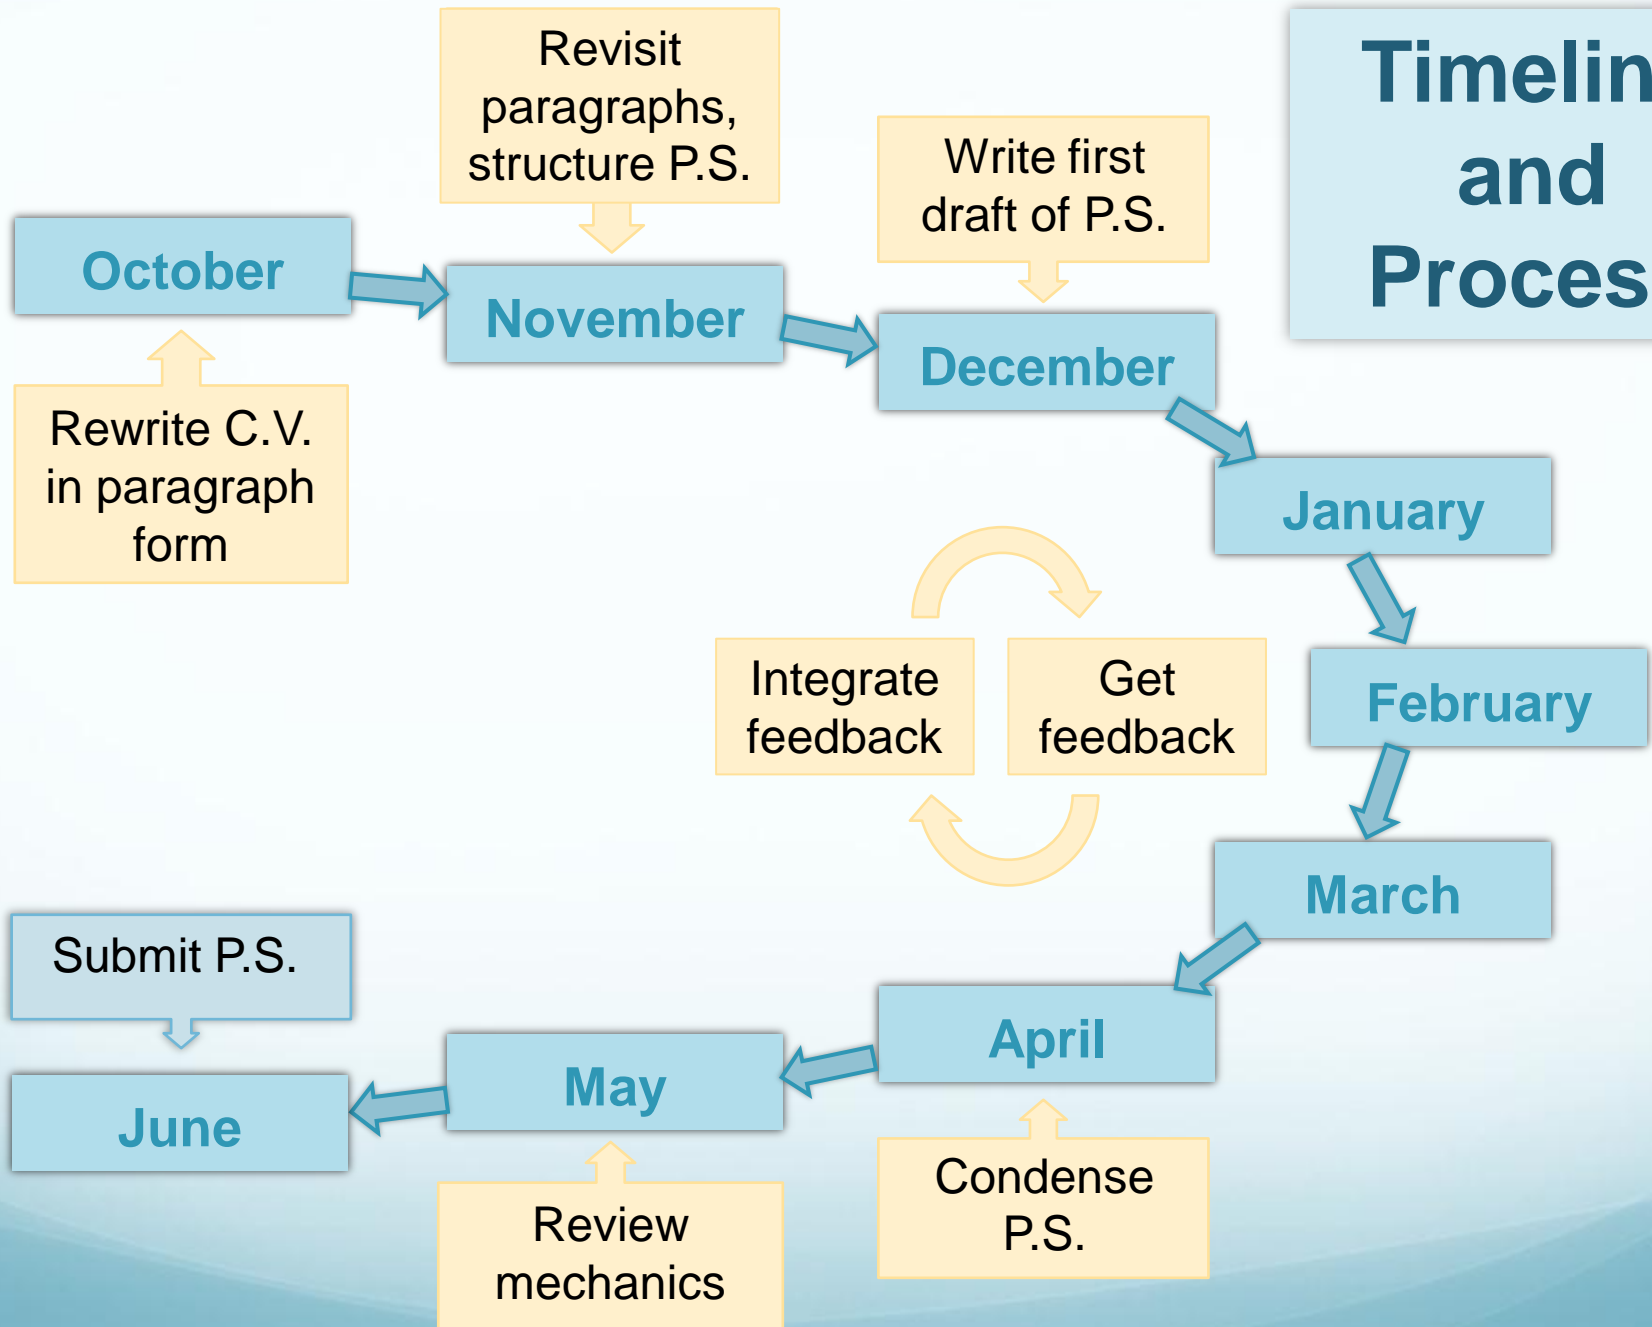 Timelin
and
Proces
Revisit
paragraphs,
structure P.S.
Write first
draft of P.S.
October
November
December
Rewrite C.V.
in paragraph
form
January
Integrate
feedback
Get
feedback
February
March
Submit P.S.
April
May
June
Condense
P.S.
Review
mechanics